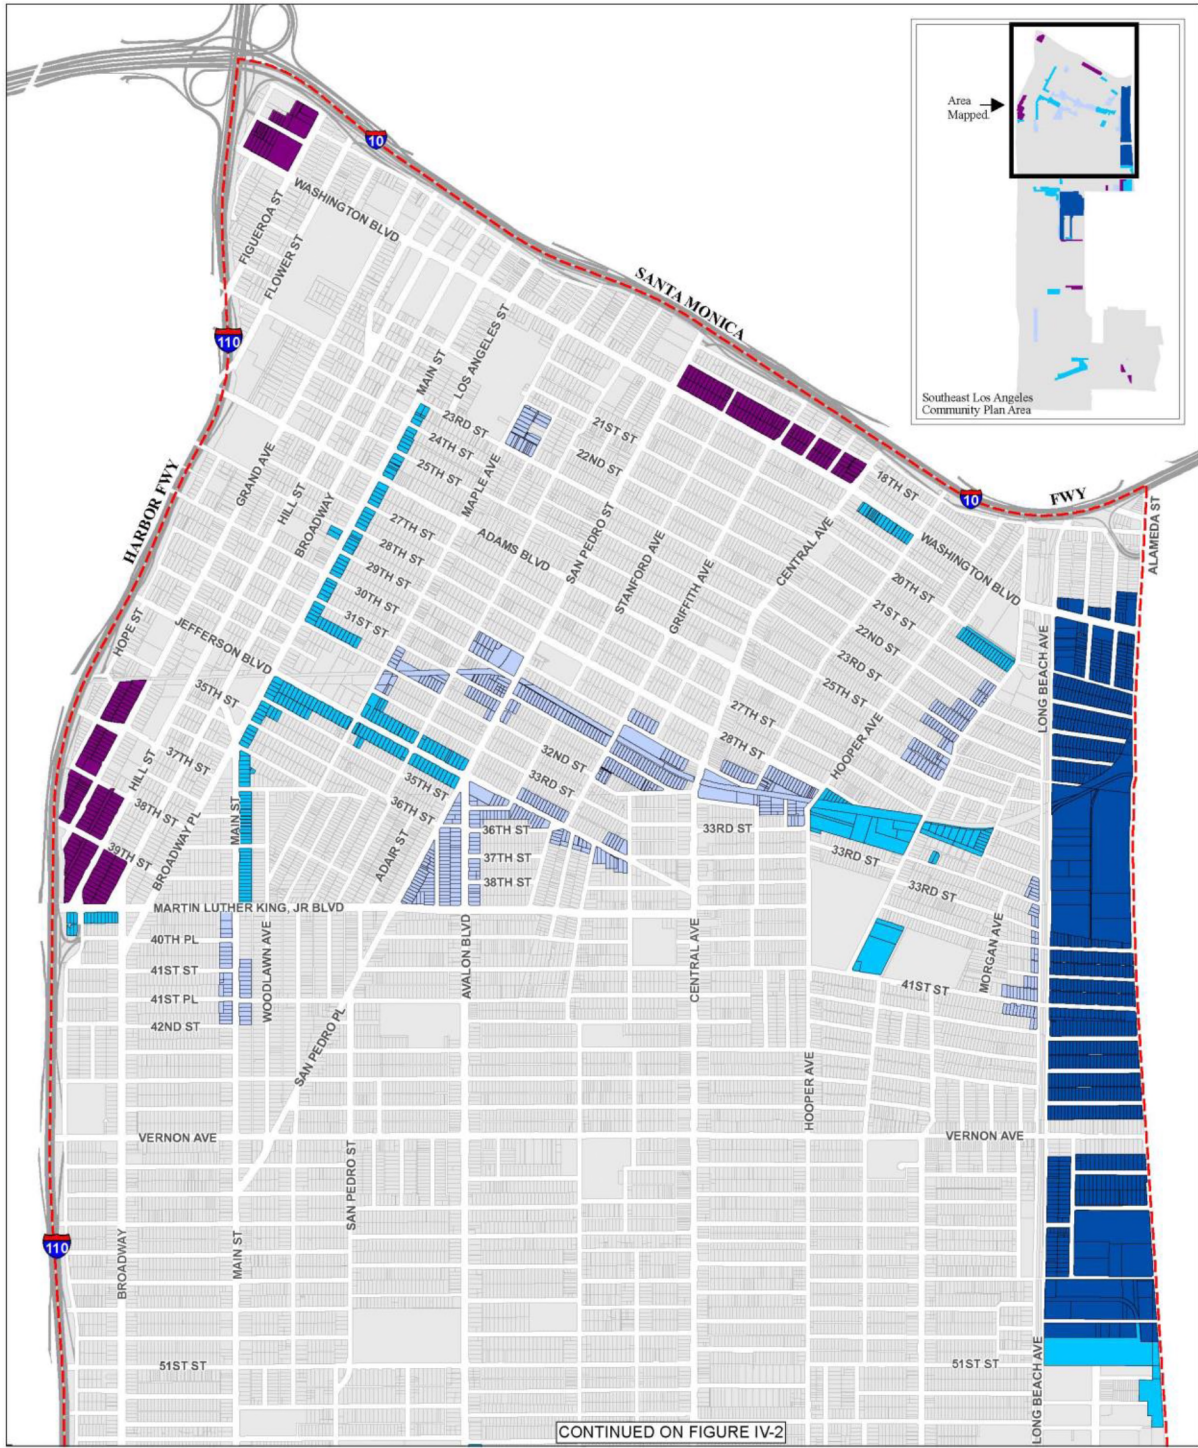 10
WASHINGTON BLVD
FIGUEROA ST
FLOWER ST
SANTA MONICA
110
MAIN ST
LOS ANGELES ST
Area
Mapped
Southeast Los Angeles
Community Plan Area
23RD ST
24TH ST
25TH ST
MAPLE AVE
21ST ST
22ND ST
GRAND AVE
HILL ST
BROADWAY
HARBOR FWY
18TH ST
10
FWY
ALAMEDA ST
27TH ST
28TH ST
29TH ST
30TH ST
31ST ST
ADAMS BLVD
SAN PEDRO ST
STANFORD AVE
GRIFFITH AVE
CENTRAL AVE
WASHINGTON BLVD
20TH ST
21ST ST
22ND ST
23RD ST
25TH ST
HOPE ST
JEFFERSON BLVD
LONG BEACH AVE
35TH ST
37TH ST
HILL ST
38TH ST
39TH ST
BROADWAY PL
MAIN ST
27TH ST
28TH ST
HOOPER AVE
32ND ST
33RD ST
35TH ST
36TH ST
ADAIR ST
36TH ST
37TH ST
38TH ST
33RD ST
33RD ST
33RD ST
MARTIN LUTHER KING, JR BLVD
40TH PL
41ST ST
41ST PL
42ND ST
WOODLAWN AVE
AVALON BLVD
CENTRAL AVE
MORGAN AVE
41ST ST
SAN PEDRO PL
HOOPER AVE
VERNON AVE
VERNON AVE
SAN PEDRO ST
110
BROADWAY
MAIN ST
51ST ST
51ST ST
LONG BEACH AVE
CONTINUED ON FIGURE IV-2